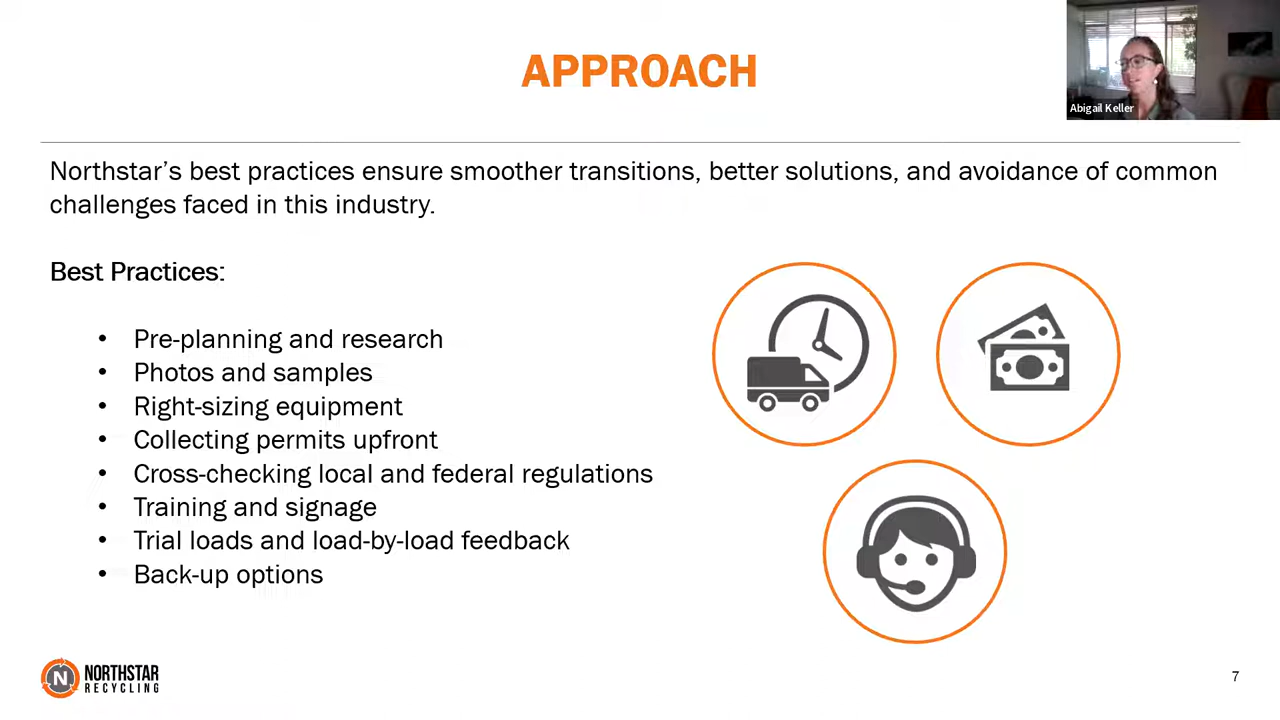 APPROACH
Abigail Keller
Northstar’s best practices ensure smoother transitions, better solutions, and avoidance of common
challenges faced in this industry.
Best Practices:
• Pre-planning and research
• Photos and samples
• Right-sizing equipment
• Collecting permits upfront
• Cross-checking local and federal regulations
• Training and signage
• Trial loads and load-by-load feedback
• Back-up options
N
NORTHSTAR
RECYCLING
7